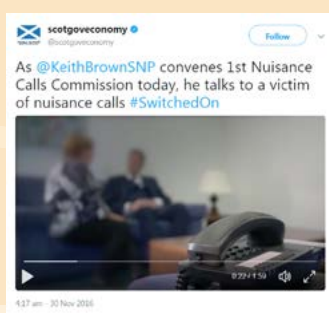 scotgoveconomy
@scotgoveconomy
Follow
As @KeithBrownSNP convenes 1st Nuisance
Calls Commission today, he talks to a victim
of nuisance calls #SwitchedOn
0:22 / 1:59
4:17 am - 30 Nov 2016